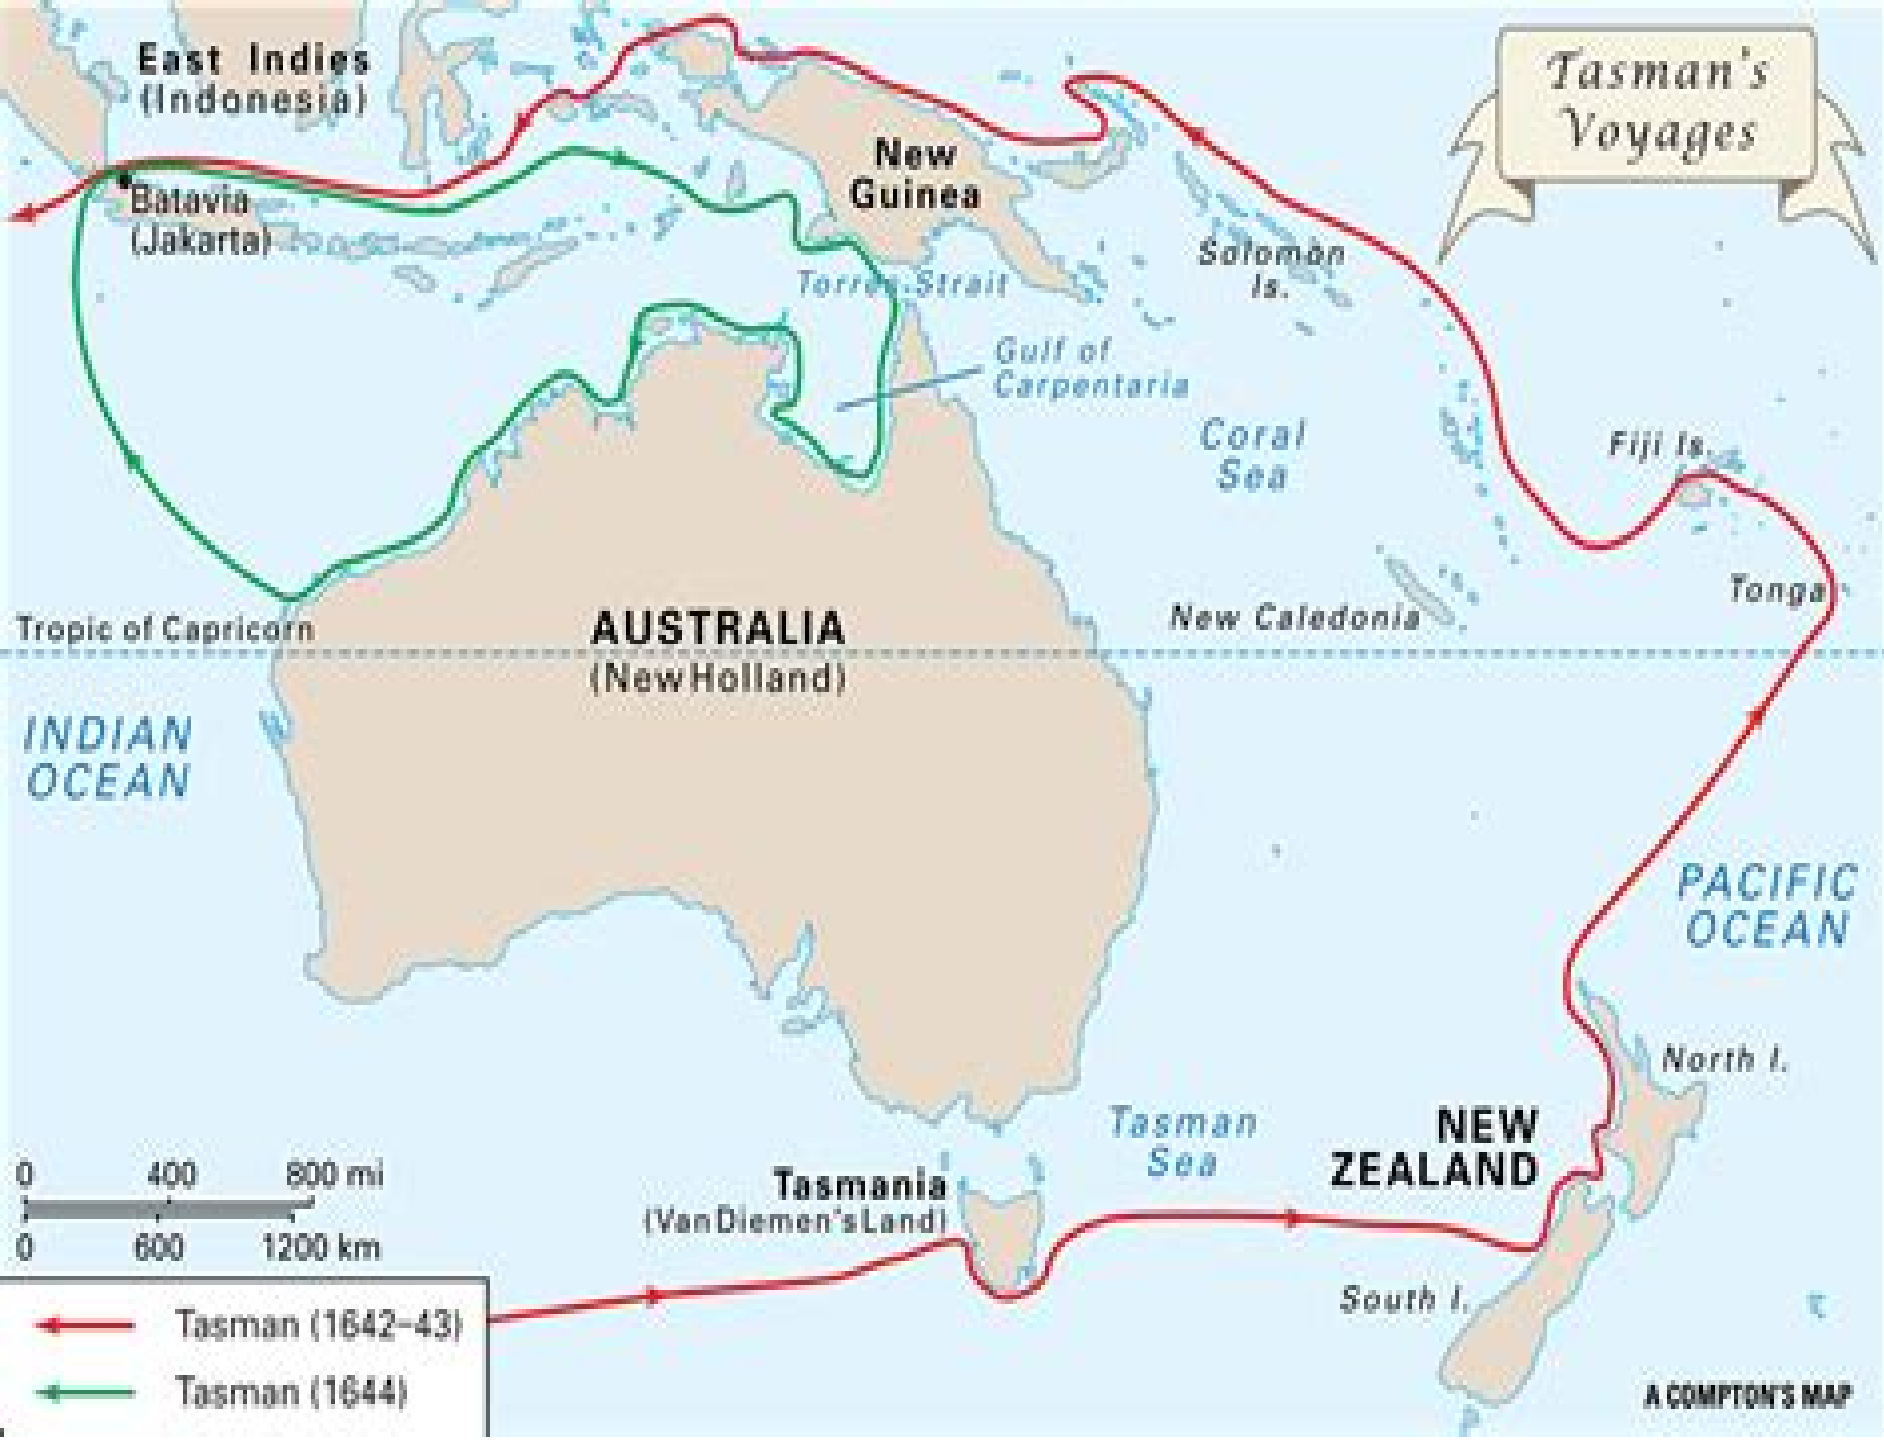 East Indies
(Indonesia)
Tasman's
Voyages
New
Guinea
Batavia
(Jakarta)
Solomon
Is.
Torres Strait
Gulf of
Carpentaria
Coral
Sea
Fiji Is.
Tonga
New Caledonia
Tropic of Capricorn
AUSTRALIA
(New Holland)
INDIAN
OCEAN
PACIFIC
OCEAN
North I.
NEW
ZEALAND
Tasman
Sea
Tasmania
(Van Diemen's Land)
South I.
0 400 800 mi
0 600 1200 km
Tasman (1642–43)
Tasman (1644)
A COMPTON'S MAP